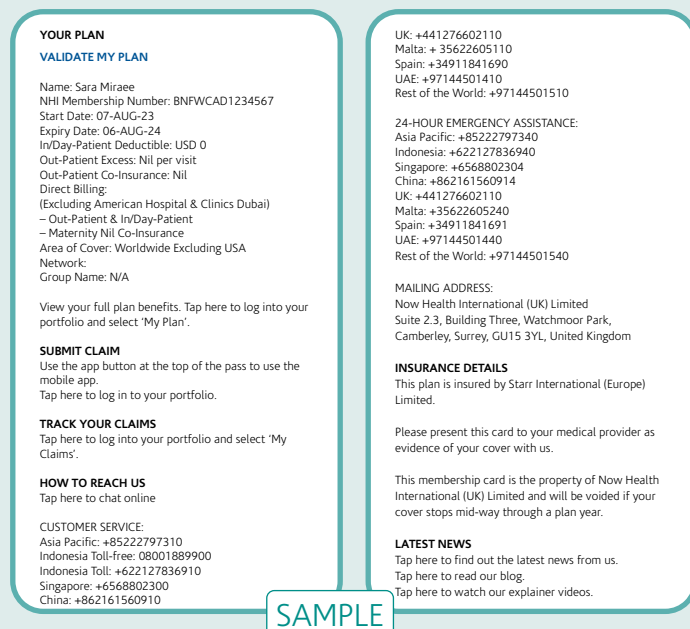 YOUR PLAN
VALIDATE MY PLAN
Name: Sara Miraee
NHI Membership Number: BNFWCAD1234567
Start Date: 07-AUG-23
Expiry Date: 06-AUG-24
In/Day-Patient Deductible: USD 0
Out-Patient Excess: Nil per visit
Out-Patient Co-Insurance: Nil
Direct Billing:
(Excluding American Hospital & Clinics Dubai)
– Out-Patient & In/Day-Patient
– Maternity Nil Co-Insurance
Area of Cover: Worldwide Excluding USA
Network:
Group Name: N/A
View your full plan benefits. Tap here to log into your
portfolio and select ‘My Plan’.
SUBMIT CLAIM
Use the app button at the top of the pass to use the
mobile app.
Tap here to log in to your portfolio.
TRACK YOUR CLAIMS
Tap here to log into your portfolio and select ‘My
Claims’.
HOW TO REACH US
Tap here to chat online
CUSTOMER SERVICE:
Asia Pacific: +85222797310
Indonesia Toll-free: 08001889900
Indonesia Toll: +622127836910
Singapore: +6568802300
China: +862161560910
UK: +441276602110
Malta: + 35622605110
Spain: +34911841690
UAE: +97144501410
Rest of the World: +97144501510
24-HOUR EMERGENCY ASSISTANCE:
Asia Pacific: +85222797340
Indonesia: +622127836940
Singapore: +6568802304
China: +862161560914
UK: +441276602110
Malta: +35622605240
Spain: +34911841691
UAE: +97144501440
Rest of the World: +97144501540
MAILING ADDRESS:
Now Health International (UK) Limited
Suite 2.3, Building Three, Watchmoor Park,
Camberley, Surrey, GU15 3YL, United Kingdom
INSURANCE DETAILS
This plan is insured by Starr International (Europe)
Limited.
Please present this card to your medical provider as
evidence of your cover with us.
This membership card is the property of Now Health
International (UK) Limited and will be voided if your
cover stops mid-way through a plan year.
LATEST NEWS
Tap here to find out the latest news from us.
Tap here to read our blog.
Tap here to watch our explainer videos.
SAMPLE